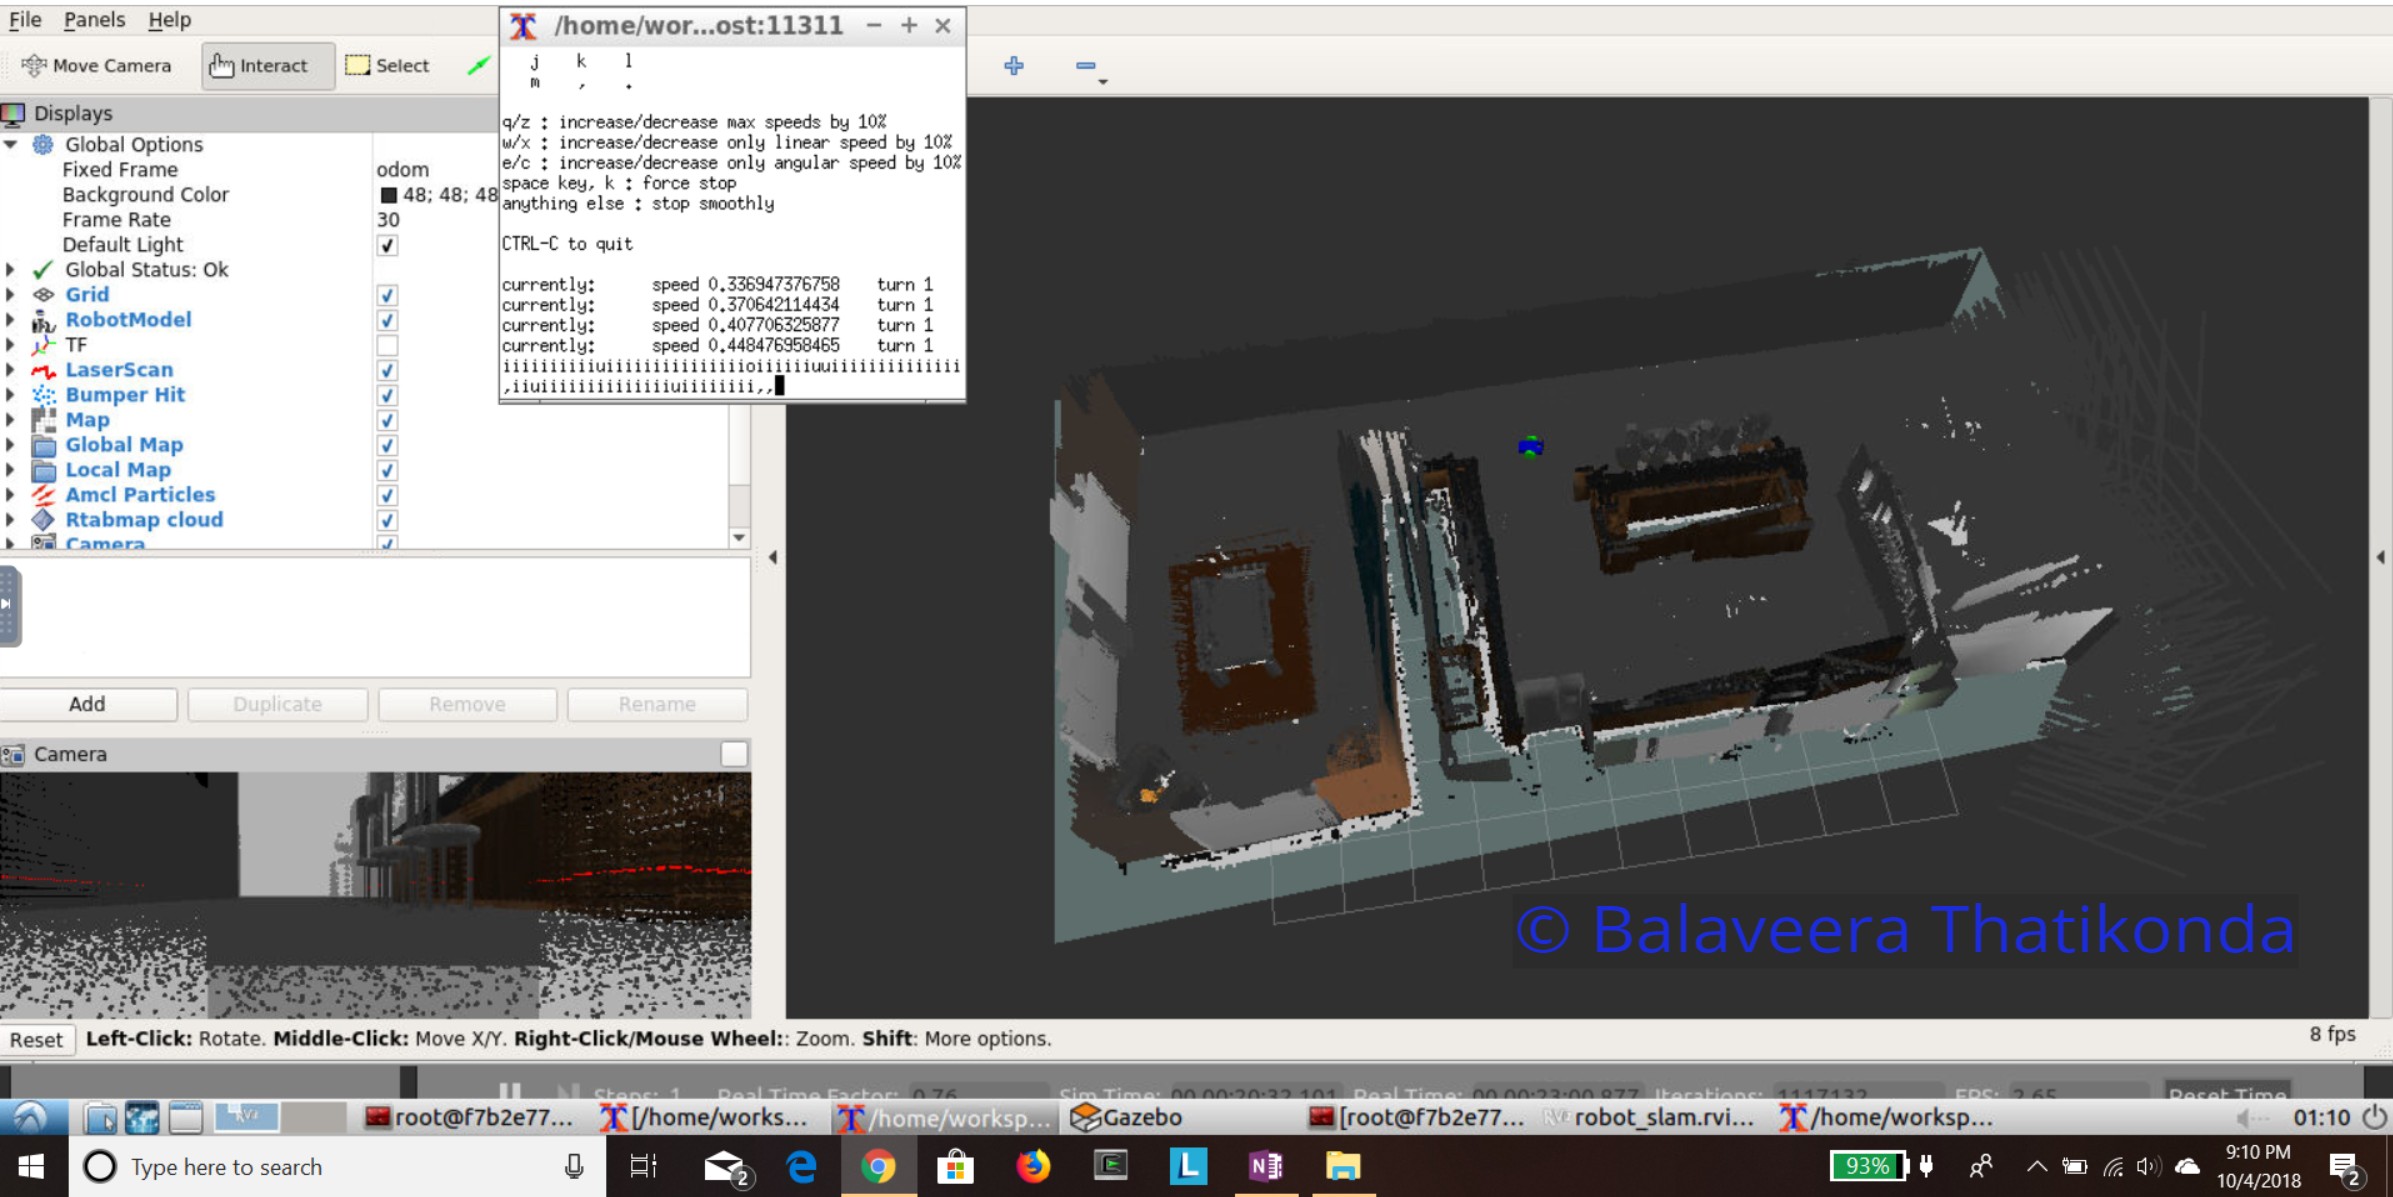 File Panels Help
Move Camera Interact Select
/home/wor...ost:11311
j k l
m , .
q/z : increase/decrease max speeds by 10%
w/x : increase/decrease only linear speed by 10%
e/c : increase/decrease only angular speed by 10%
space key, k : force stop
anything else : stop smoothly
CTRL-C to quit
currently: speed 0.336947376758 turn 1
currently: speed 0.370642114434 turn 1
currently: speed 0.407706325877 turn 1
currently: speed 0.448476958465 turn 1
Displays
Global Options
Fixed Frame odom
Background Color 48; 48; 48
Frame Rate 30
Default Light
Global Status: Ok
Grid
RobotModel
TF
LaserScan
Bumper Hit
Map
Global Map
Local Map
Amcl Particles
Rtabmap cloud
Camera
Add Duplicate Remove Rename
Camera
© Balaveera Thatikonda
Reset Left-Click: Rotate. Middle-Click: Move X/Y. Right-Click/Mouse Wheel:: Zoom. Shift: More options. 8 fps
Steps: 1 Real Time Factor: 0.76 Sim Time: 00 00:20:32.101 Real Time: 00 00:23:00.877 Iterations: 1117132 FPS: 2.65 Reset Time
root@f7b2e77... [/home/works... /home/worksp... Gazebo [root@f7b2e77... robot_slam.rvi... /home/worksp... 01:10
Type here to search 2 93% 9:10 PM
10/4/2018 2